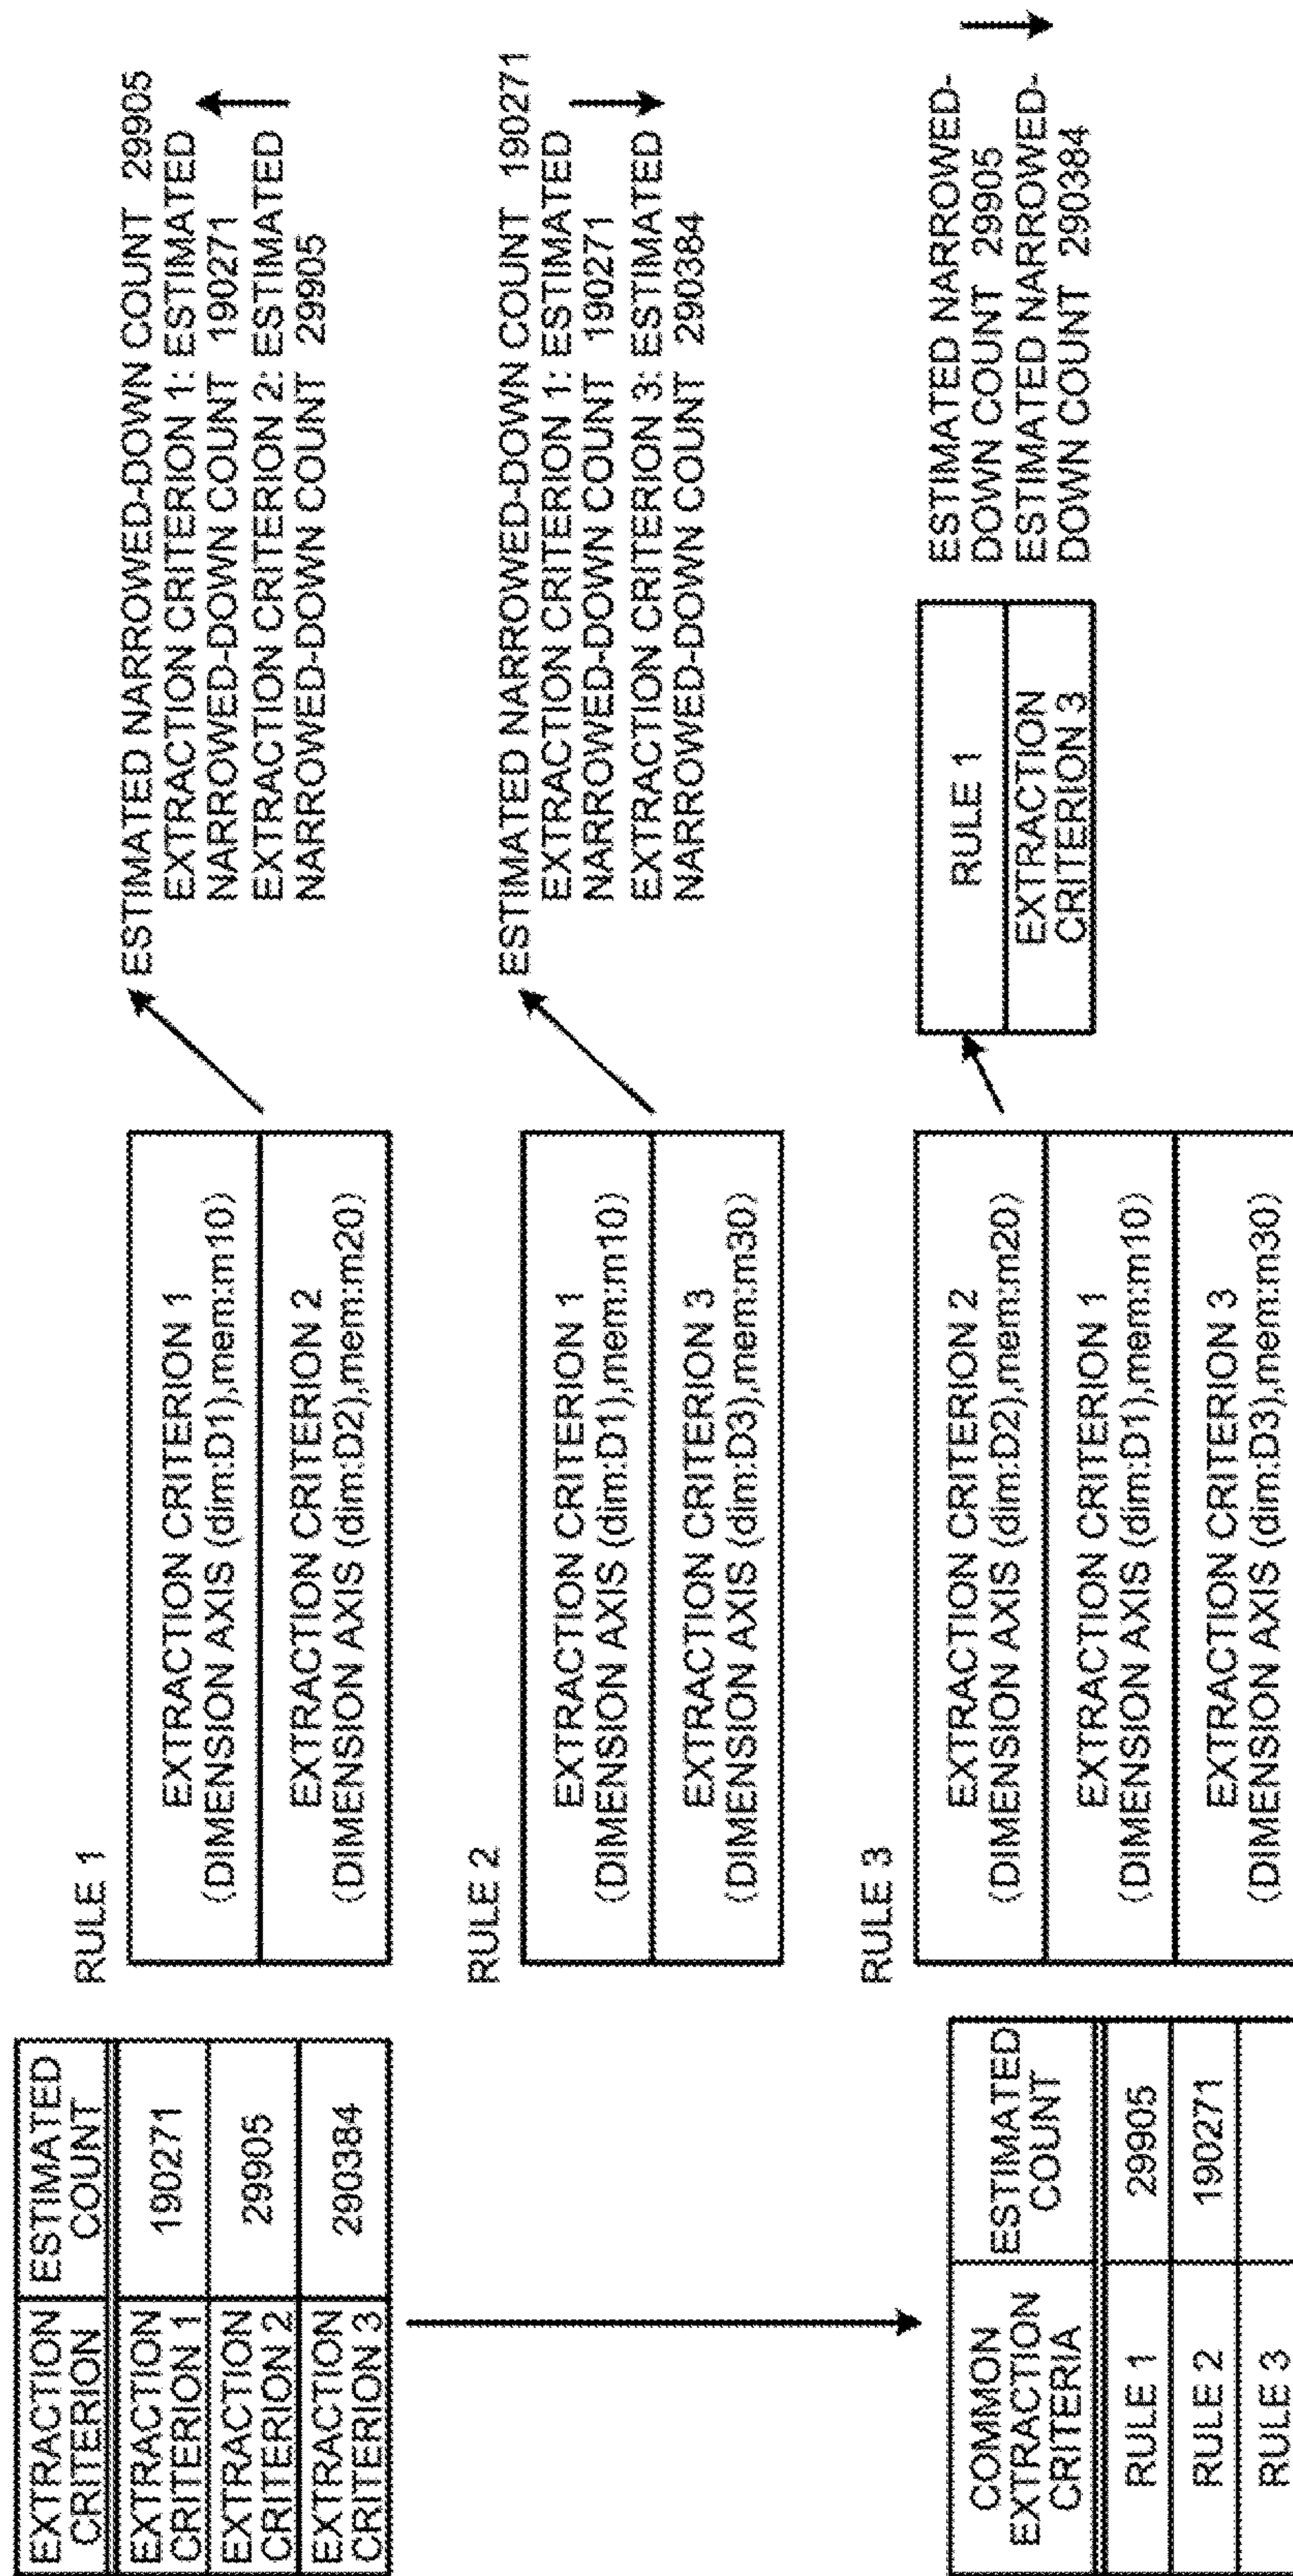 EXTRACTION CRITERION
ESTIMATED COUNT
EXTRACTION CRITERION 1
190271
EXTRACTION CRITERION 2
29905
EXTRACTION CRITERION 3
290384
COMMON EXTRACTION CRITERIA
ESTIMATED COUNT
RULE 1
29905
RULE 2
190271
RULE 3
RULE 1
EXTRACTION CRITERION 1
(DIMENSION AXIS (dim:D1),mem:m10)
EXTRACTION CRITERION 2
(DIMENSION AXIS (dim:D2),mem:m20)
ESTIMATED NARROWED-DOWN COUNT 29905
EXTRACTION CRITERION 1: ESTIMATED
NARROWED-DOWN COUNT 190271
EXTRACTION CRITERION 2: ESTIMATED
NARROWED-DOWN COUNT 29905
RULE 2
EXTRACTION CRITERION 1
(DIMENSION AXIS (dim:D1),mem:m10)
EXTRACTION CRITERION 3
(DIMENSION AXIS (dim:D3),mem:m30)
ESTIMATED NARROWED-DOWN COUNT 190271
EXTRACTION CRITERION 1: ESTIMATED
NARROWED-DOWN COUNT 190271
EXTRACTION CRITERION 3: ESTIMATED
NARROWED-DOWN COUNT 290384
RULE 3
EXTRACTION CRITERION 2
(DIMENSION AXIS (dim:D2),mem:m20)
EXTRACTION CRITERION 1
(DIMENSION AXIS (dim:D1),mem:m10)
EXTRACTION CRITERION 3
(DIMENSION AXIS (dim:D3),mem:m30)
RULE 1
EXTRACTION
CRITERION 3
ESTIMATED NARROWED-
DOWN COUNT 29905
ESTIMATED NARROWED-
DOWN COUNT 290384